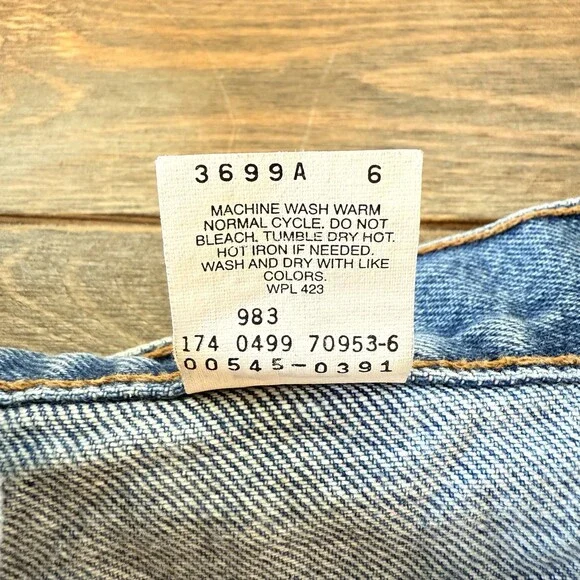 3699A 6
MACHINE WASH WARM
NORMAL CYCLE. DO NOT
BLEACH. TUMBLE DRY HOT.
HOT IRON IF NEEDED.
WASH AND DRY WITH LIKE
COLORS.
WPL 423
983
174 0499 70953-6
00545-0391